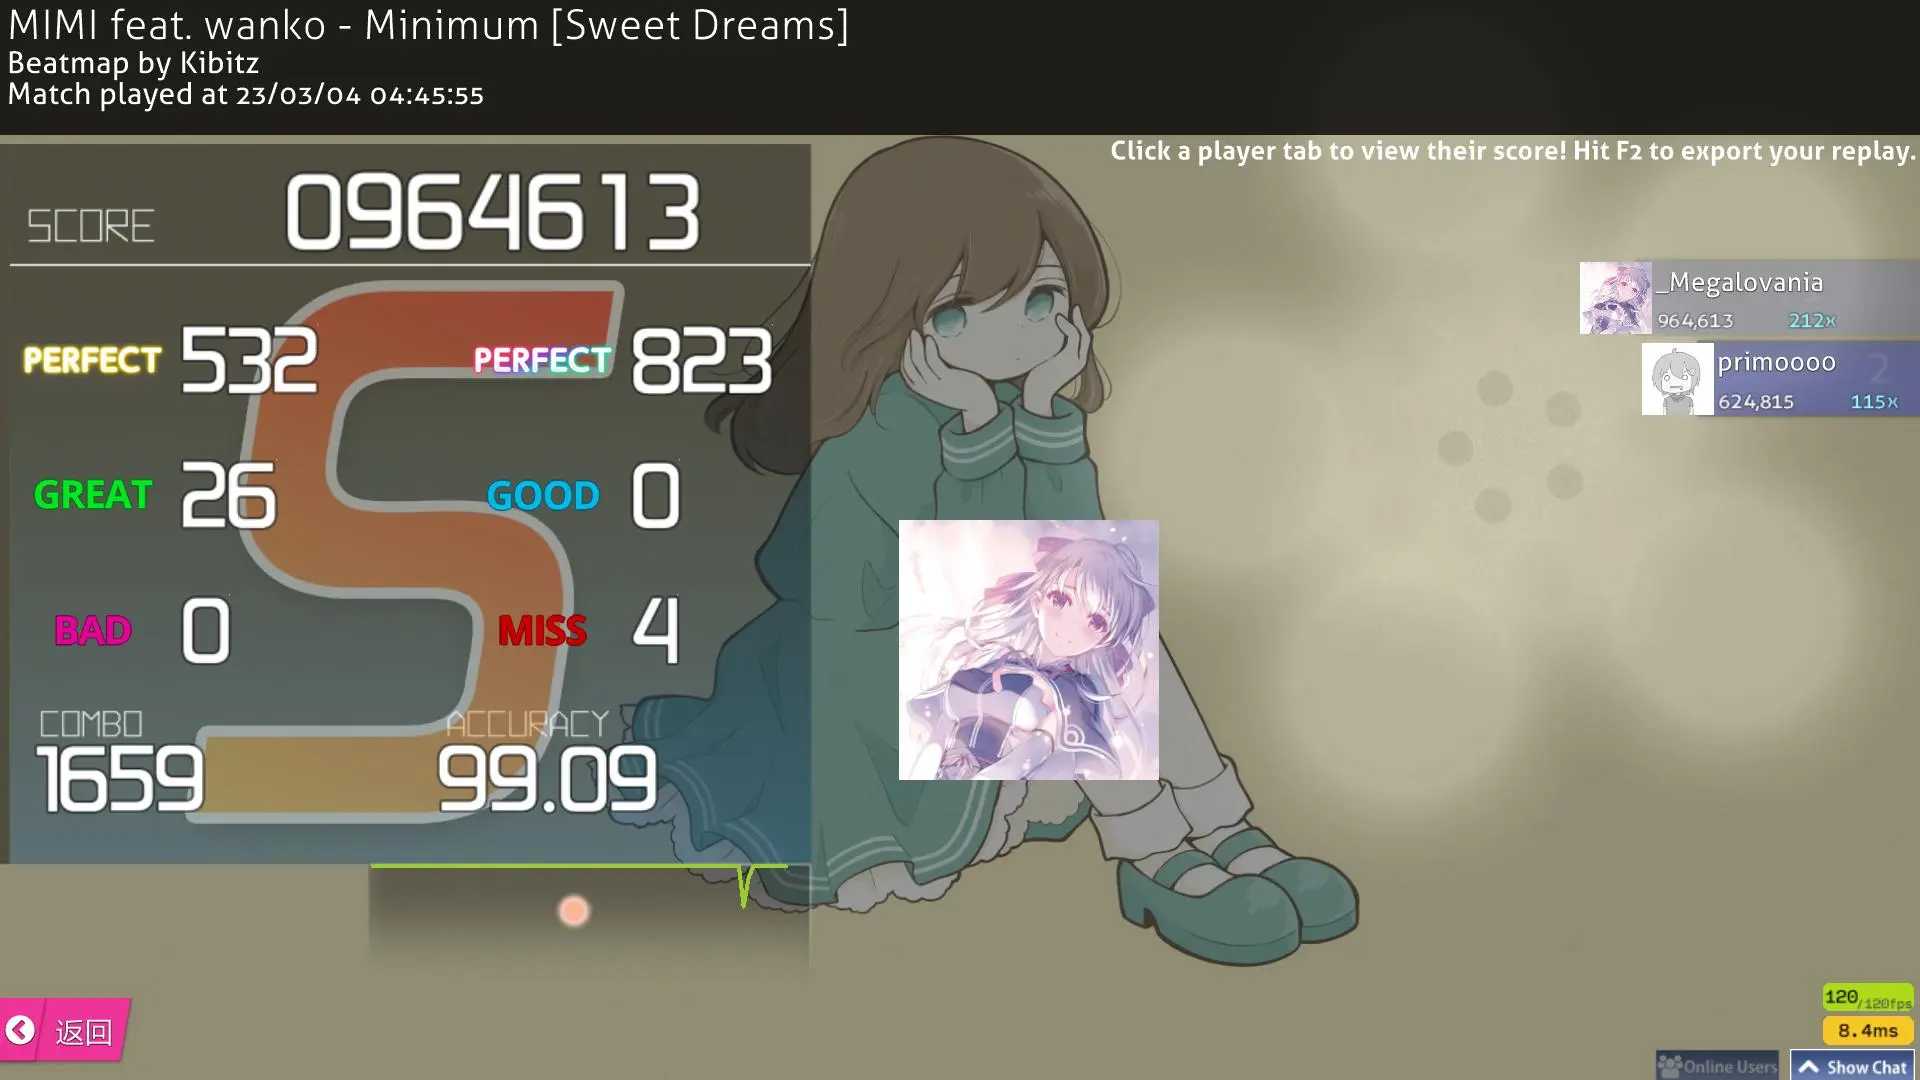 MIMI feat. wanko - Minimum [Sweet Dreams]
Beatmap by Kibitz
Match played at 23/03/04 04:45:55
Click a player tab to view their score! Hit F2 to export your replay.
SCORE 0964613
PERFECT 532 PERFECT 823
GREAT 26 GOOD 0
BAD 0 MISS 4
COMBO ACCURACY
1659 99.09
_Megalovania
964,613 212x
primoooo 2
624,815 115x
返回
120/120fps
8.4ms
Online Users Show Chat